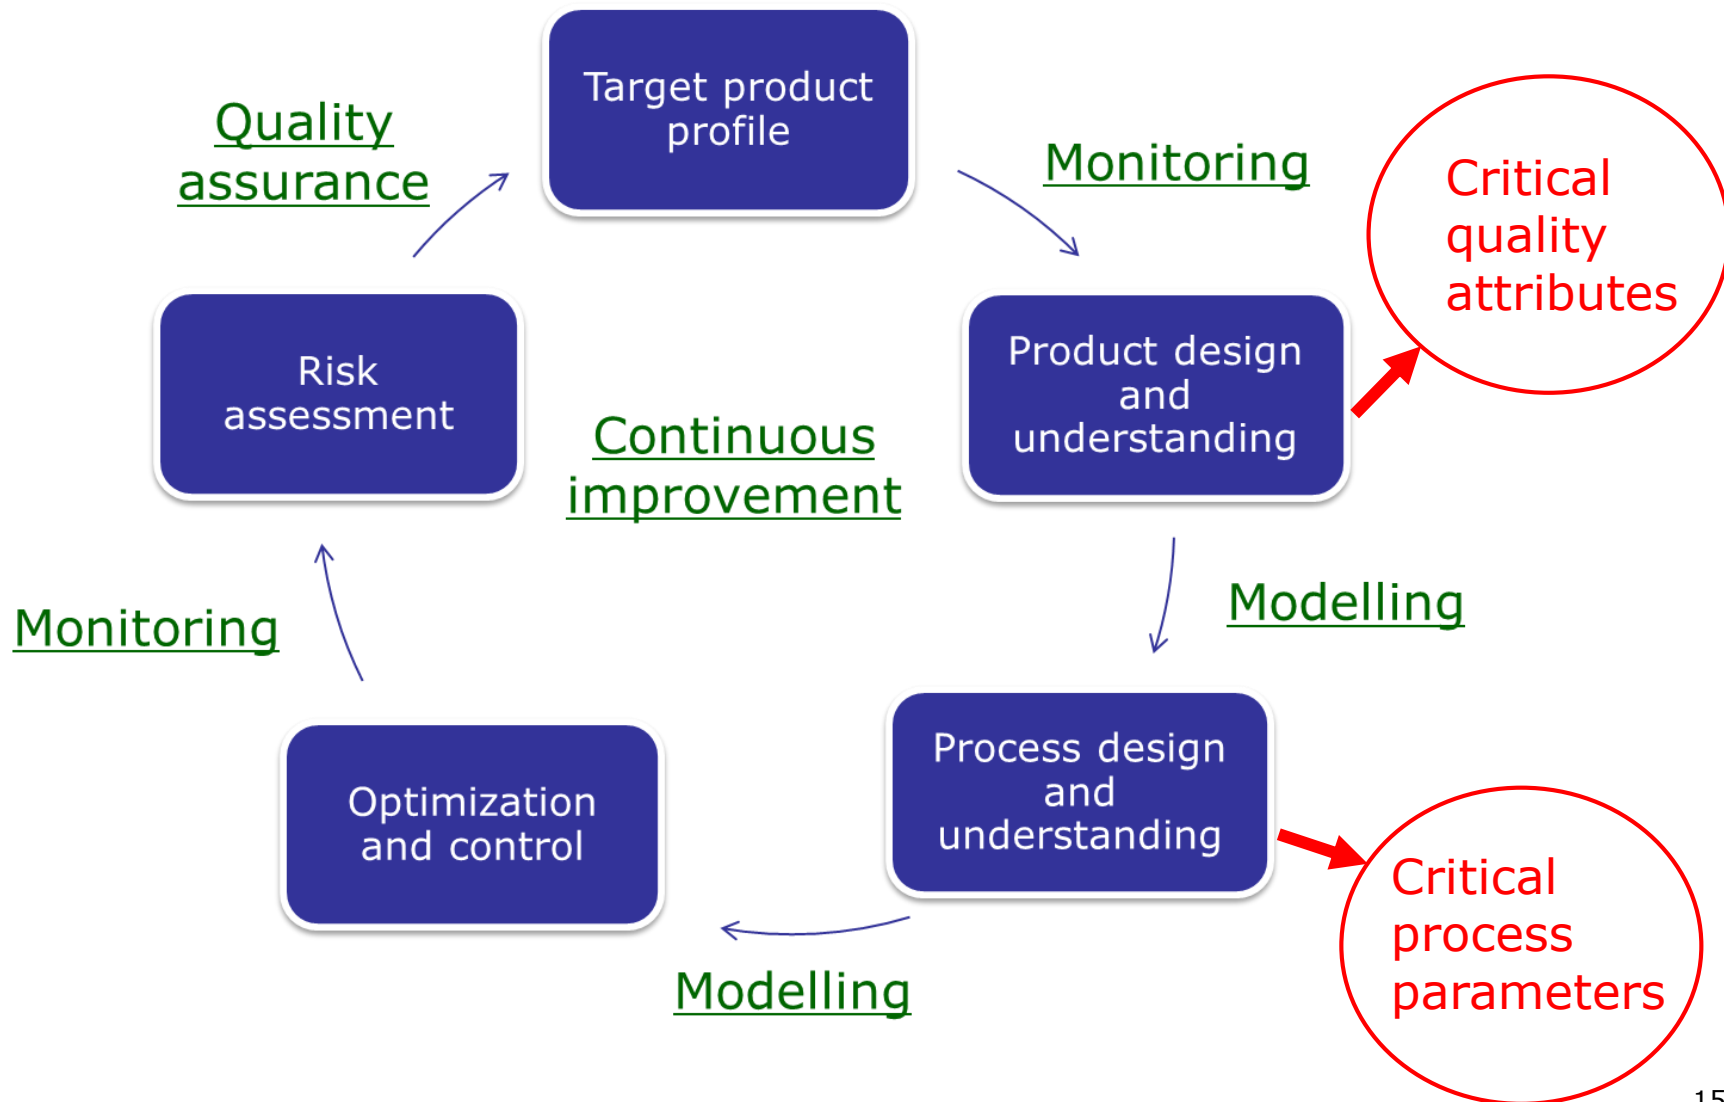 Target product
profile
Quality
assurance
Monitoring
Critical
quality
attributes
Risk
assessment
Product design
and
understanding
Continuous
improvement
Monitoring
Modelling
Optimization
and control
Process design
and
understanding
Critical
process
parameters
Modelling
15